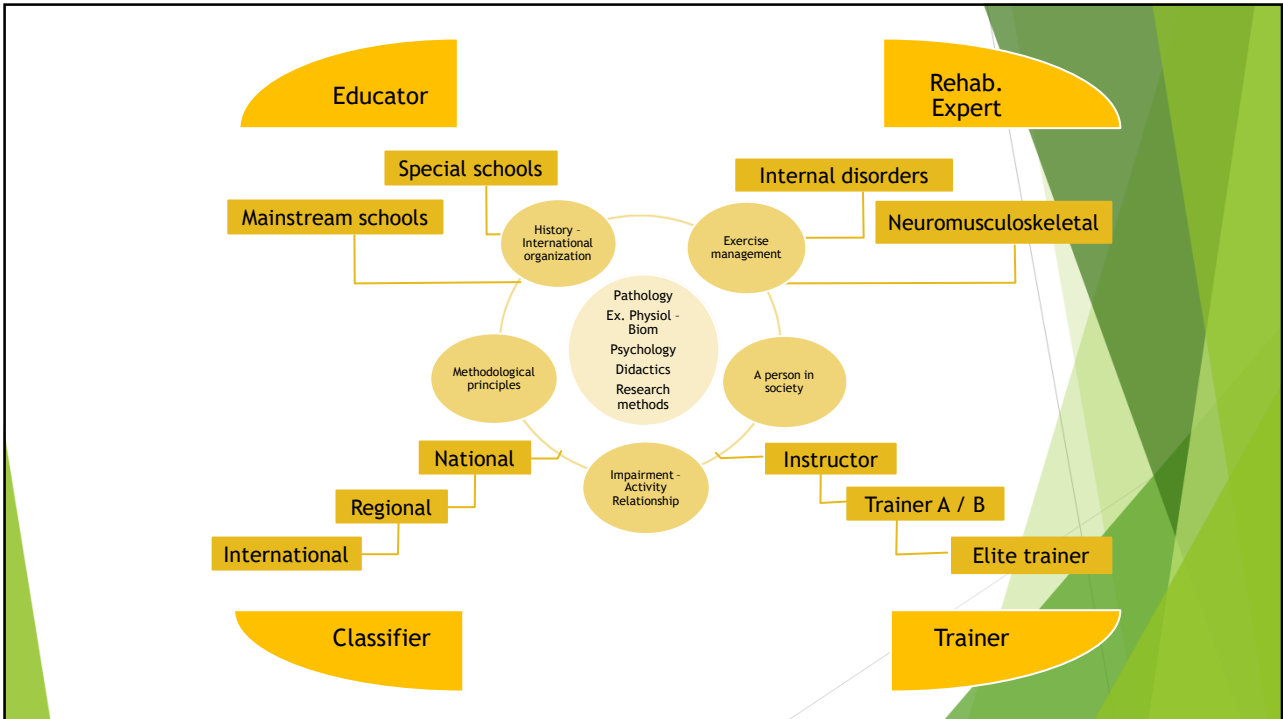 Educator
Rehab.
Expert
Special schools
Internal disorders
Mainstream schools
Neuromusculoskeletal
History –
International
organization
Exercise
management
Pathology
Ex. Physiol –
Biom
Psychology
Didactics
Research
methods
Methodological
principles
A person in
society
National
Impairment –
Activity
Relationship
Instructor
Regional
Trainer A / B
International
Elite trainer
Classifier
Trainer